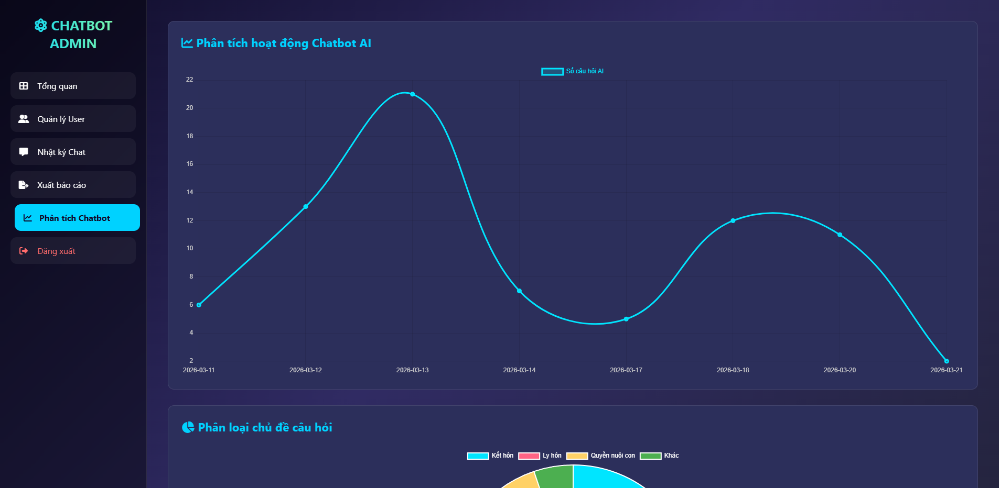 CHATBOT
ADMIN
Tổng quan
Quản lý User
Nhật ký Chat
Xuất báo cáo
Phân tích Chatbot
Đăng xuất
Phân tích hoạt động Chatbot AI
Số câu hỏi AI
22
20
18
16
14
12
10
8
6
4
2
2026-03-11 2026-03-12 2026-03-13 2026-03-14 2026-03-17 2026-03-18 2026-03-20 2026-03-21
Phân loại chủ đề câu hỏi
Kết hôn Ly hôn Quyền nuôi con Khác